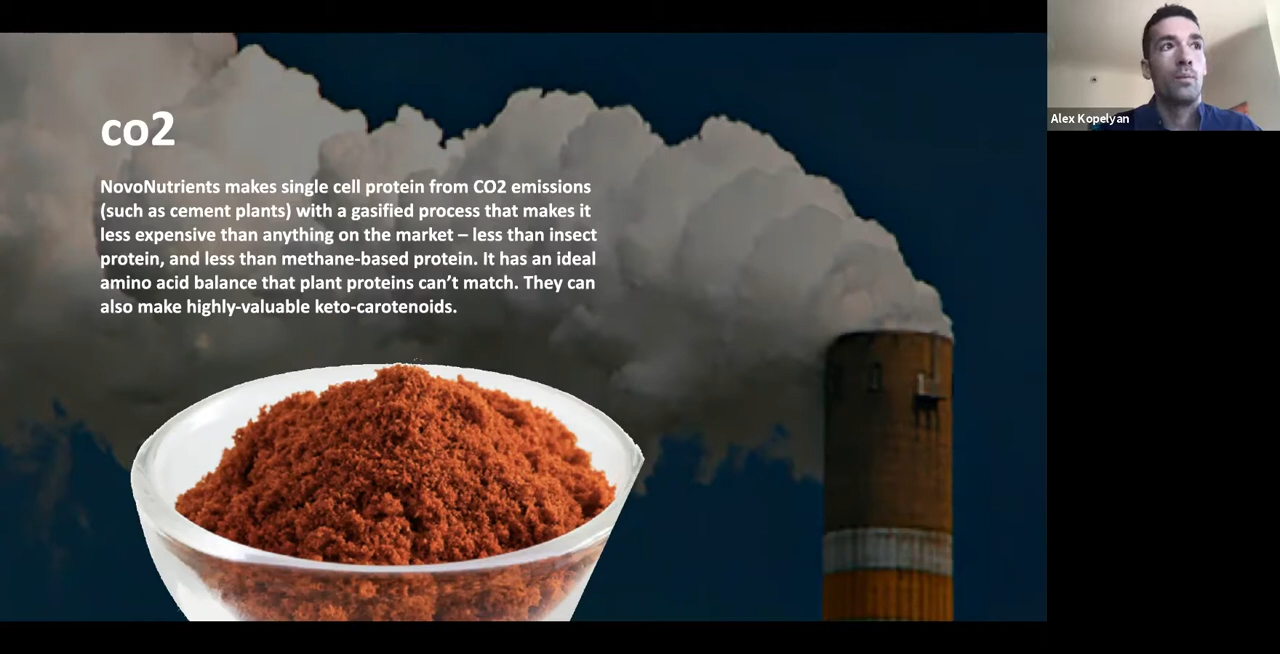 co2
NovoNutrients makes single cell protein from CO2 emissions
(such as cement plants) with a gasified process that makes it
less expensive than anything on the market – less than insect
protein, and less than methane-based protein. It has an ideal
amino acid balance that plant proteins can’t match. They can
also make highly-valuable keto-carotenoids.
Alex Kopelyan